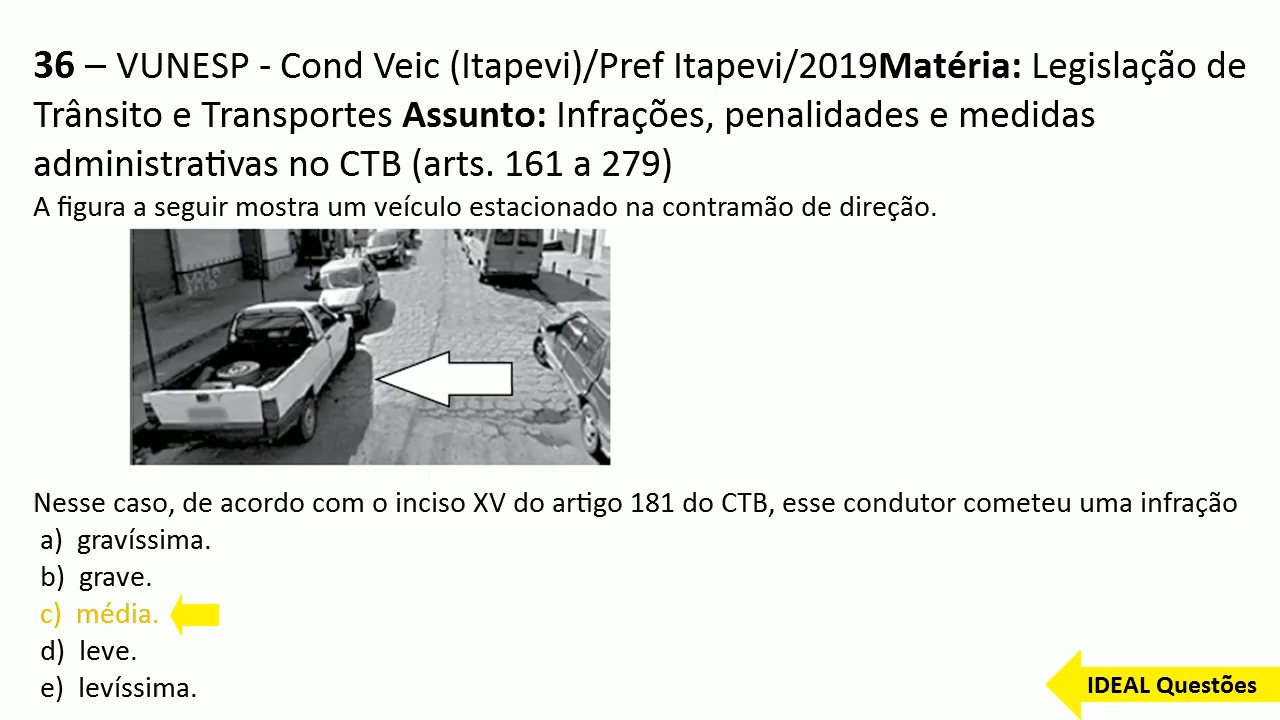 36 – VUNESP - Cond Veic (Itapevi)/Pref Itapevi/2019Matéria: Legislação de
Trânsito e Transportes Assunto: Infrações, penalidades e medidas
administrativas no CTB (arts. 161 a 279)
A figura a seguir mostra um veículo estacionado na contramão de direção.
Nesse caso, de acordo com o inciso XV do artigo 181 do CTB, esse condutor cometeu uma infração
a) gravíssima.
b) grave.
c) média.
d) leve.
e) levíssima.
IDEAL Questões